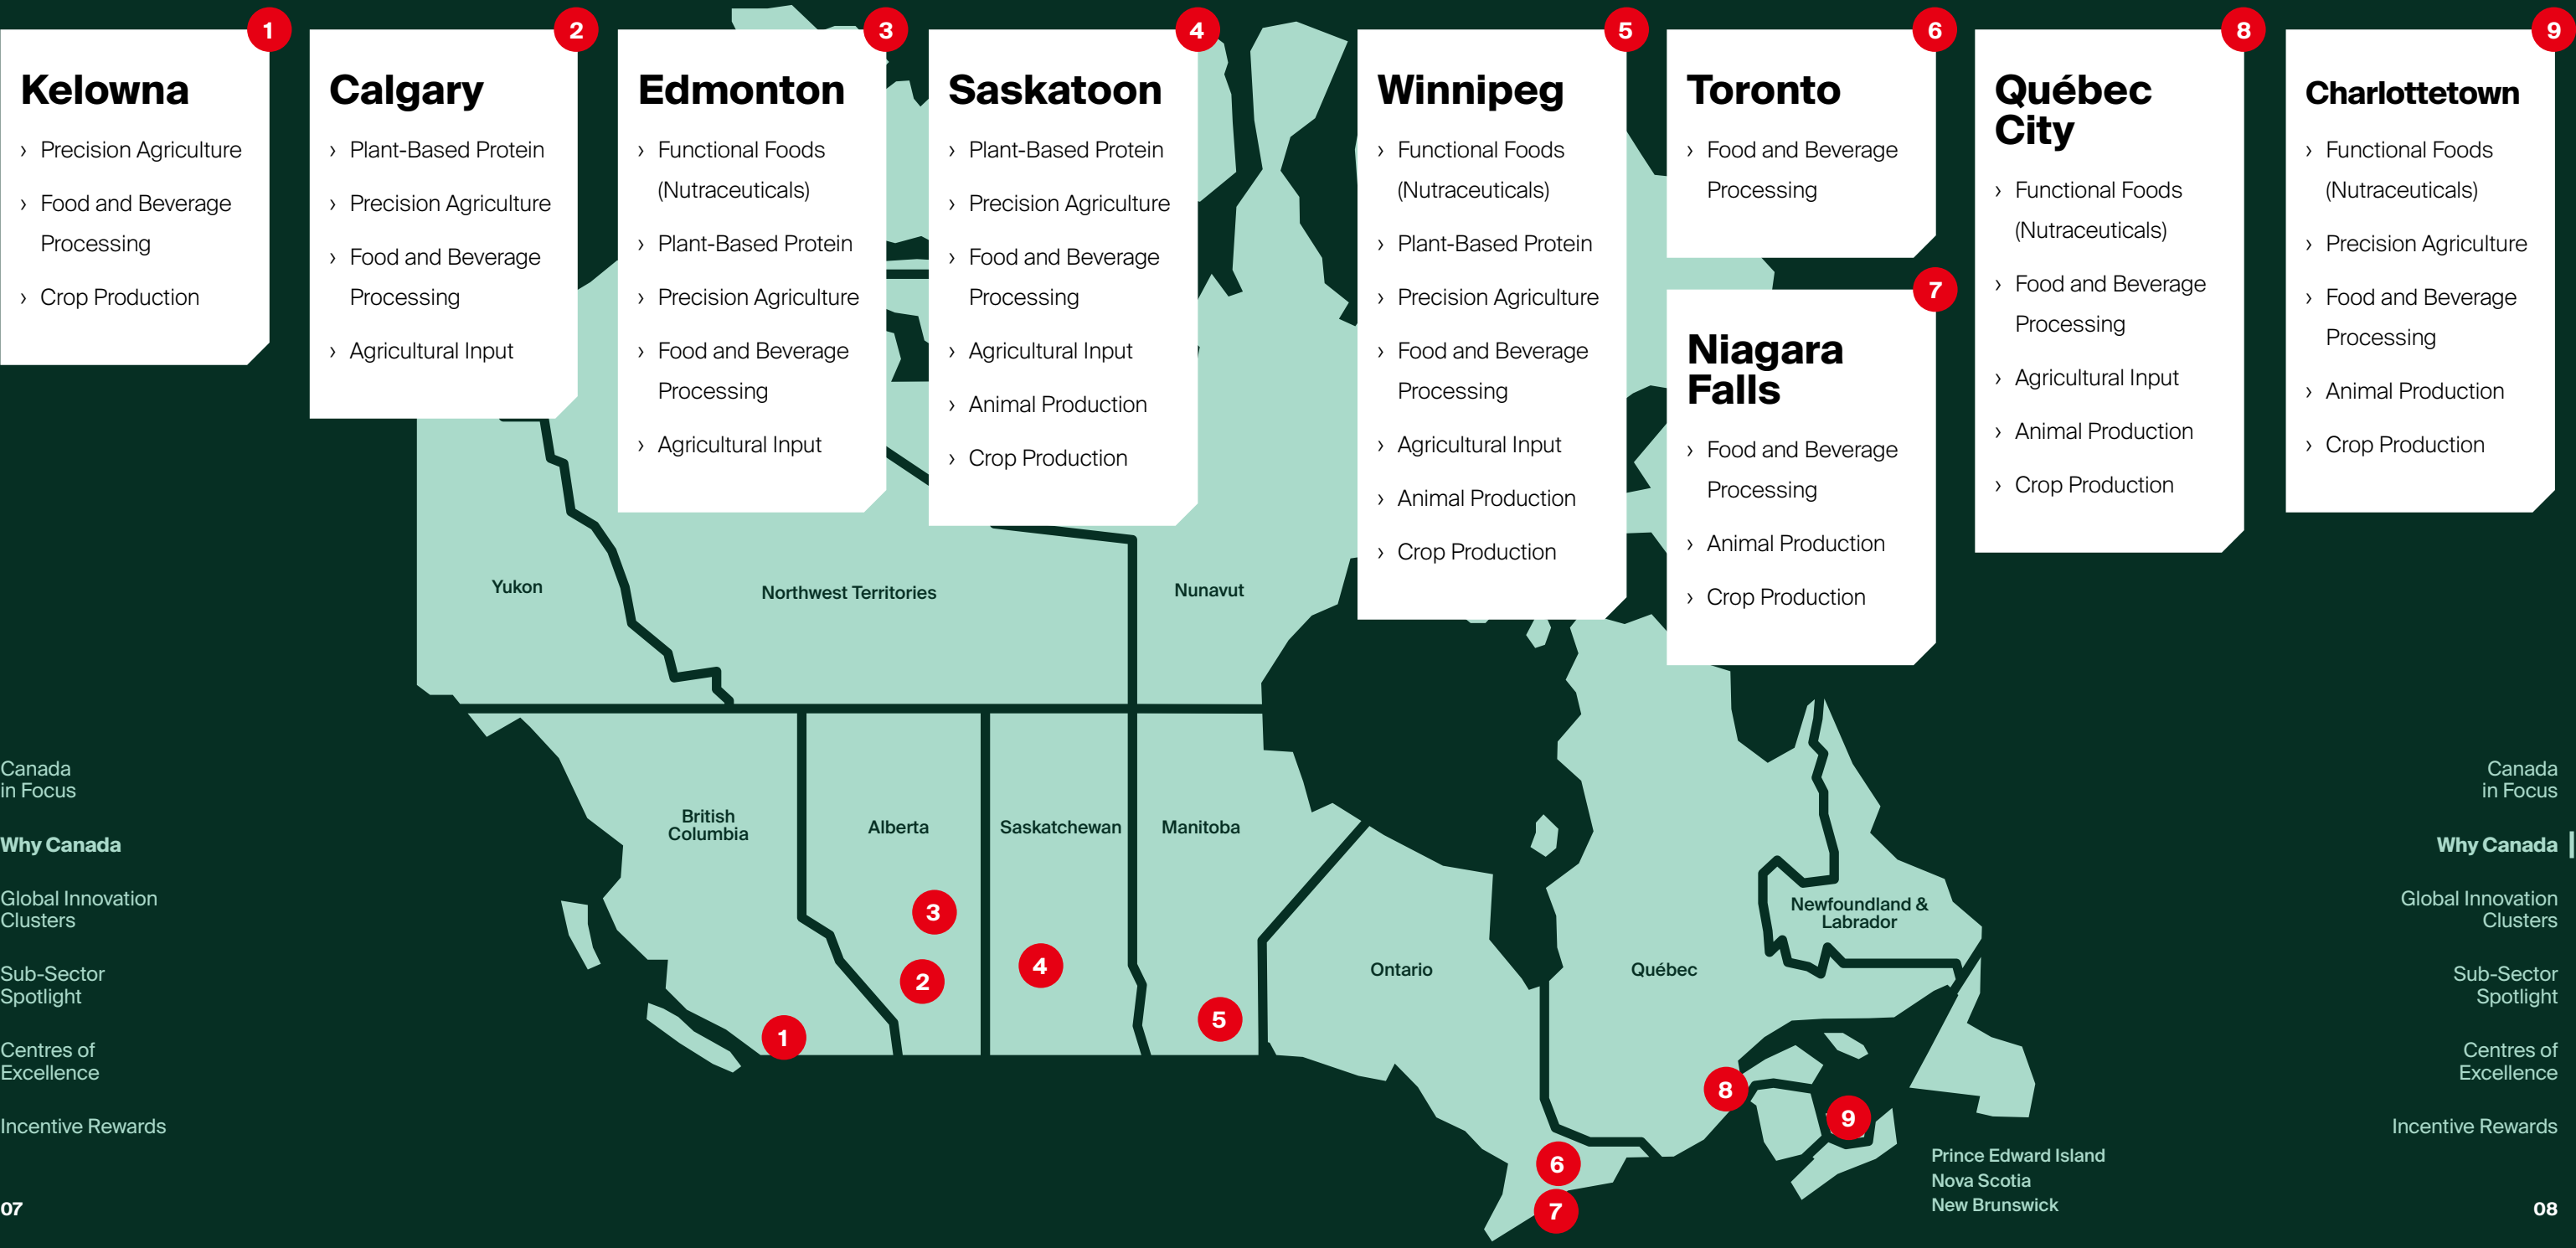 1
Kelowna
› Precision Agriculture
› Food and Beverage
Processing
› Crop Production
2
Calgary
› Plant-Based Protein
› Precision Agriculture
› Food and Beverage
Processing
› Agricultural Input
3
Edmonton
› Functional Foods
(Nutraceuticals)
› Plant-Based Protein
› Precision Agriculture
› Food and Beverage
Processing
› Agricultural Input
4
Saskatoon
› Plant-Based Protein
› Precision Agriculture
› Food and Beverage
Processing
› Agricultural Input
› Animal Production
› Crop Production
5
Winnipeg
› Functional Foods
(Nutraceuticals)
› Plant-Based Protein
› Precision Agriculture
› Food and Beverage
Processing
› Agricultural Input
› Animal Production
› Crop Production
6
Toronto
› Food and Beverage
Processing
7
Niagara
Falls
› Food and Beverage
Processing
› Animal Production
› Crop Production
8
Québec
City
› Functional Foods
(Nutraceuticals)
› Food and Beverage
Processing
› Agricultural Input
› Animal Production
› Crop Production
9
Charlottetown
› Functional Foods
(Nutraceuticals)
› Precision Agriculture
› Food and Beverage
Processing
› Animal Production
› Crop Production
Yukon
Northwest Territories
Nunavut
British
Columbia
Alberta
Saskatchewan
Manitoba
Ontario
Québec
Newfoundland &
Labrador
3
2
4
1
5
8
9
6
7
Prince Edward Island
Nova Scotia
New Brunswick
Canada
in Focus
Why Canada
Global Innovation
Clusters
Sub-Sector
Spotlight
Centres of
Excellence
Incentive Rewards
07
Canada
in Focus
Why Canada
Global Innovation
Clusters
Sub-Sector
Spotlight
Centres of
Excellence
Incentive Rewards
08